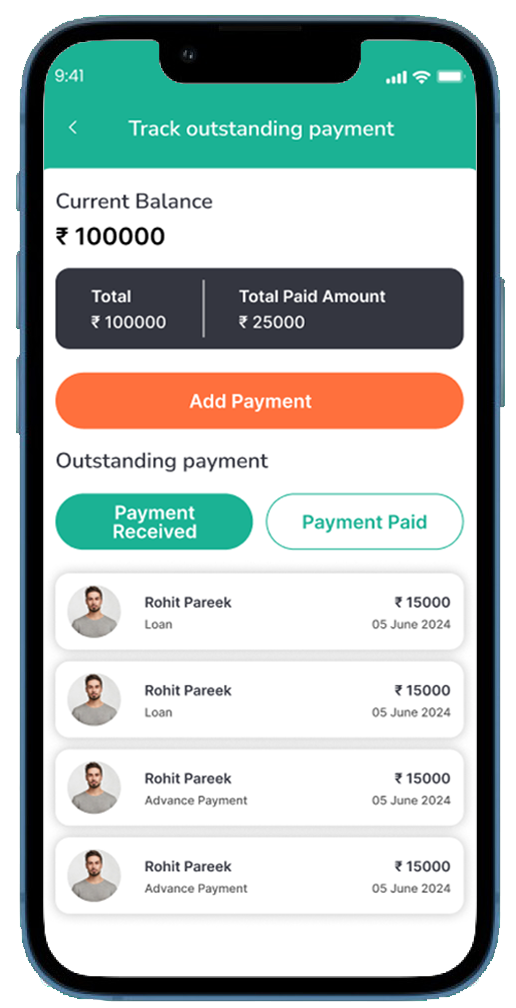 9:41
Track outstanding payment
Current Balance
₹ 100000
Total
Total Paid Amount
₹ 100000
₹ 25000
Add Payment
Outstanding payment
Payment
Received
Payment Paid
Rohit Pareek
₹ 15000
Loan
05 June 2024
Rohit Pareek
₹ 15000
Loan
05 June 2024
Rohit Pareek
₹ 15000
Advance Payment
05 June 2024
Rohit Pareek
₹ 15000
Advance Payment
05 June 2024